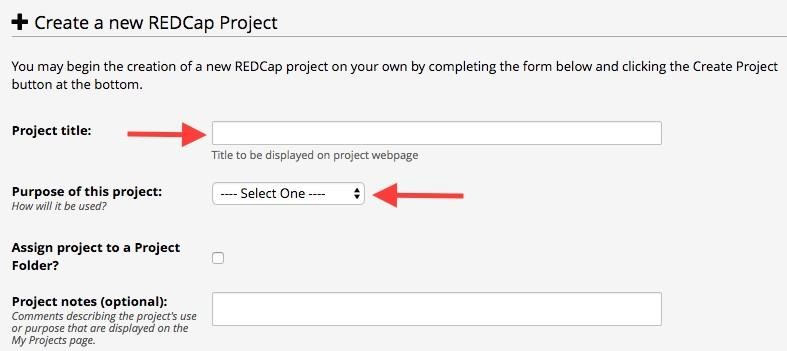 Create a new REDCap Project
You may begin the creation of a new REDCap project on your own by completing the form below and clicking the Create Project
button at the bottom.
Project title:
Title to be displayed on project webpage
Purpose of this project:
---- Select One ----
How will it be used?
Assign project to a Project
Folder?
Project notes (optional):
Comments describing the project's use
or purpose that are displayed on the
My Projects page.